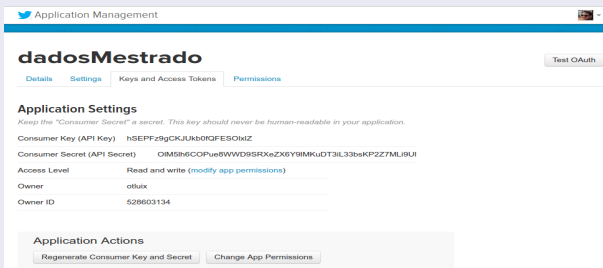 Application Management
dadosMestrado
Test OAuth
Details Settings Keys and Access Tokens Permissions
Application Settings
Keep the "Consumer Secret" a secret. This key should never be human-readable in your application.
Consumer Key (API Key)
Consumer Secret (API Secret)
Access Level Read and write (modify app permissions)
Owner otluix
Owner ID 528603134
Application Actions
Regenerate Consumer Key and Secret Change App Permissions